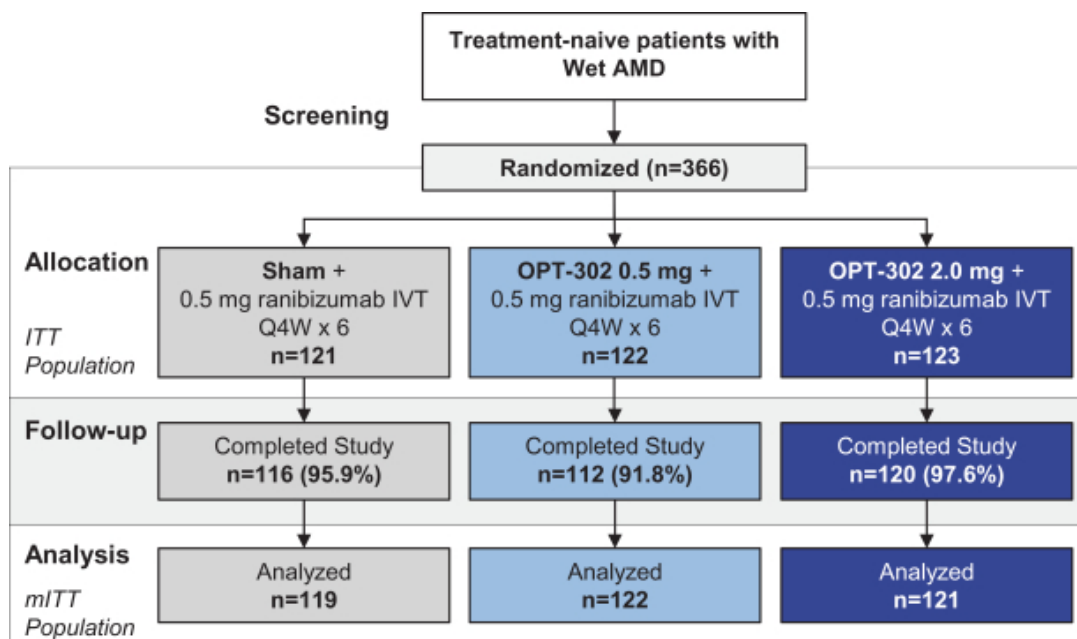 Treatment-naive patients with
Wet AMD
Screening
Randomized (n=366)
Allocation
ITT
Population
Sham +
0.5 mg ranibizumab IVT
Q4W x 6
n=121
OPT-302 0.5 mg +
0.5 mg ranibizumab IVT
Q4W x 6
n=122
OPT-302 2.0 mg +
0.5 mg ranibizumab IVT
Q4W x 6
n=123
Follow-up
Completed Study
n=116 (95.9%)
Completed Study
n=112 (91.8%)
Completed Study
n=120 (97.6%)
Analysis
mITT
Population
Analyzed
n=119
Analyzed
n=122
Analyzed
n=121